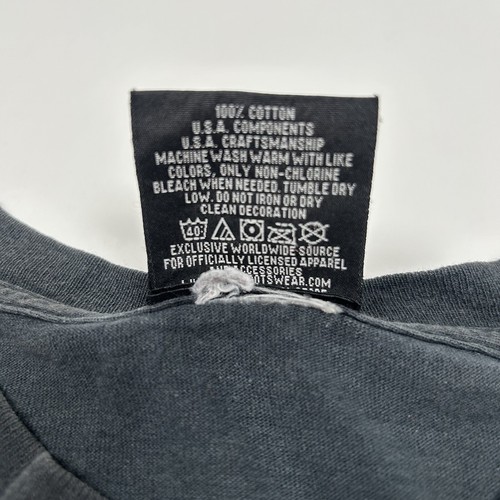 100% COTTON
U.S.A. COMPONENTS
U.S.A. CRAFTSMANSHIP
MACHINE WASH WARM WITH LIKE
COLORS, ONLY NON-CHLORINE
BLEACH WHEN NEEDED. TUMBLE DRY
LOW. DO NOT IRON OR DRY
CLEAN DECORATION
40
EXCLUSIVE WORLDWIDE SOURCE
FOR OFFICIALLY LICENSED APPAREL
AND ACCESSORIES